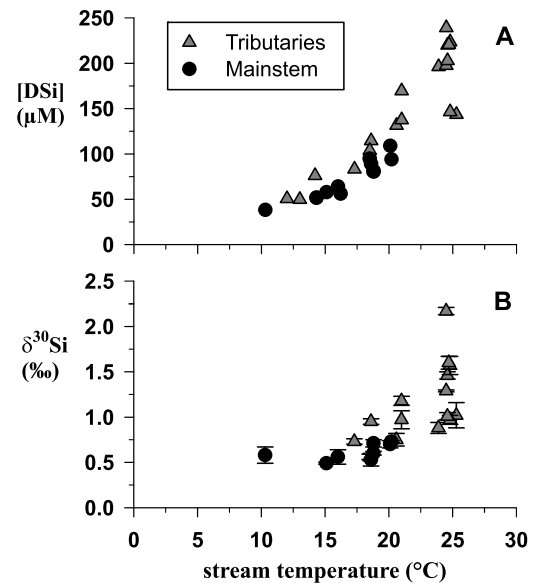 250
200
150
100
50
0
[DSi]
(µM)
Tributaries
Mainstem
A
2.5
2.0
1.5
1.0
0.5
0.0
δ³⁰Si
(‰)
B
0 5 10 15 20 25 30
stream temperature (°C)